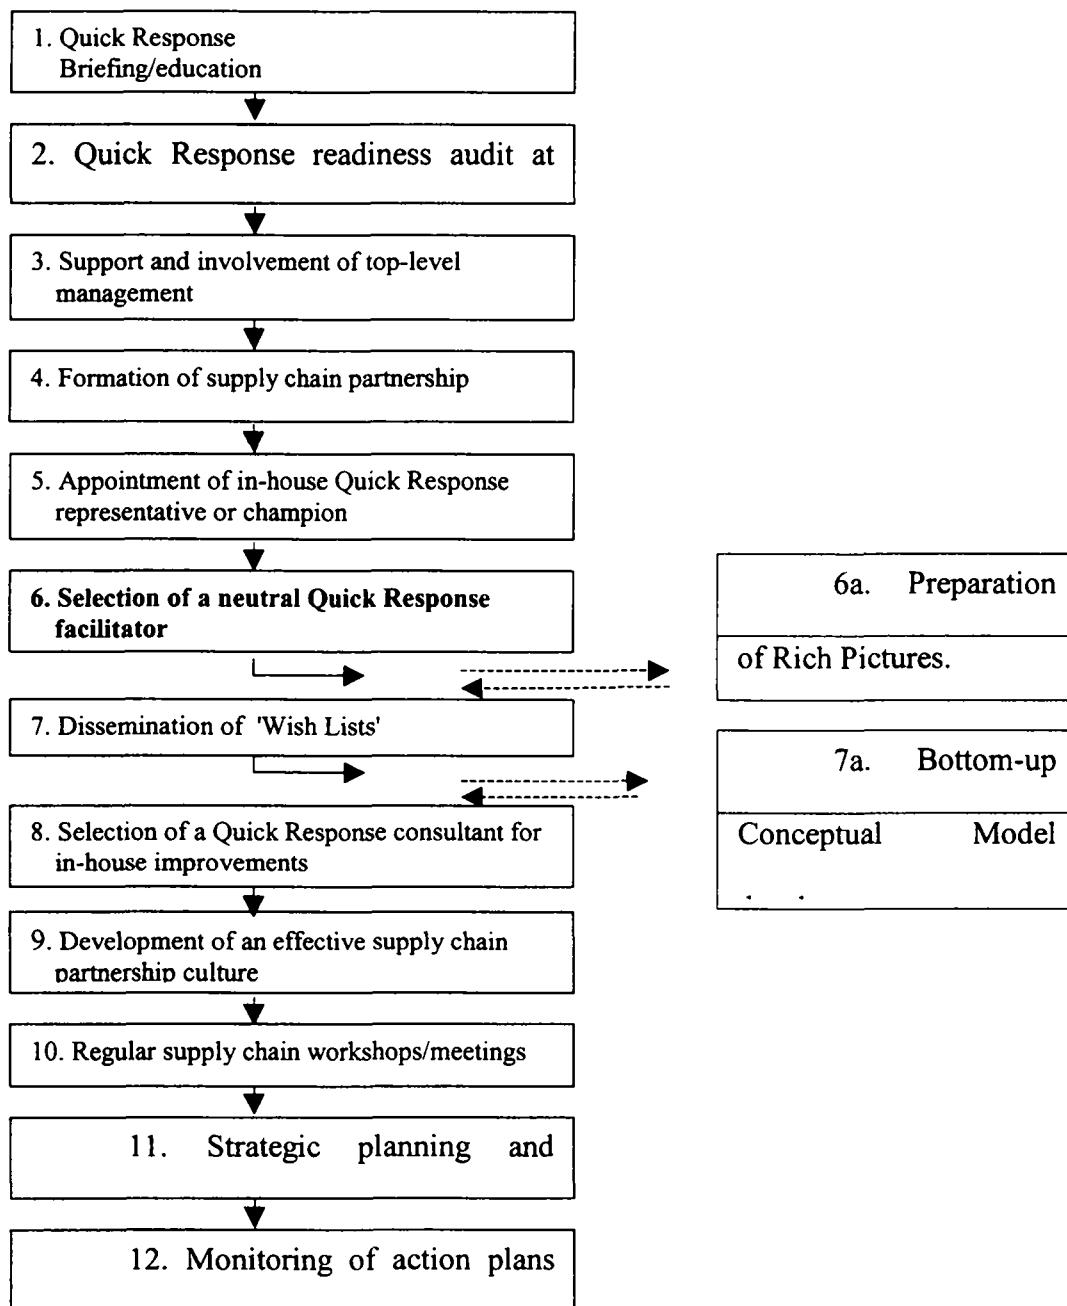 1. Quick Response
Briefing/education
2. Quick Response readiness audit at
3. Support and involvement of top-level
management
4. Formation of supply chain partnership
5. Appointment of in-house Quick Response
representative or champion
6. Selection of a neutral Quick Response
facilitator
6a. Preparation
of Rich Pictures.
7. Dissemination of 'Wish Lists'
7a. Bottom-up
Conceptual Model
8. Selection of a Quick Response consultant for
in-house improvements
9. Development of an effective supply chain
partnership culture
10. Regular supply chain workshops/meetings
11. Strategic planning and
12. Monitoring of action plans